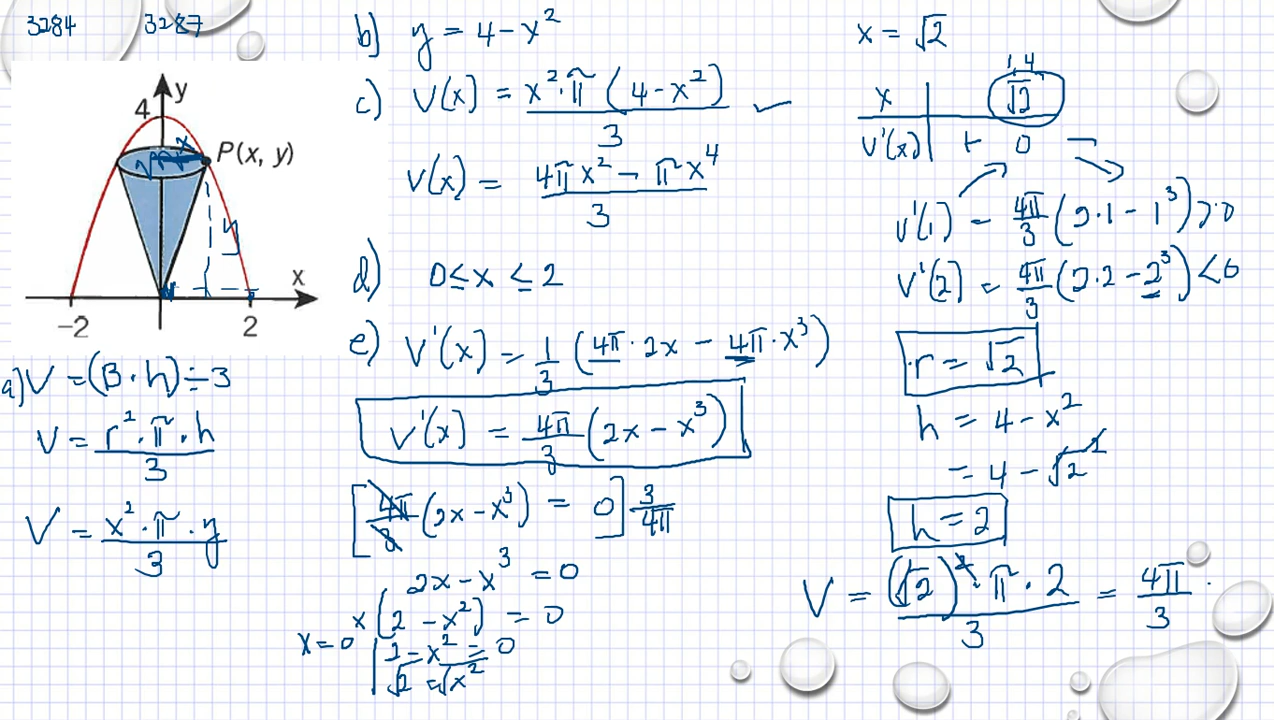 3284 3287
y
4
x
P(x, y)
y
x
-2 2
a) V = (B · h) ÷ 3
V = r² · π · h / 3
V = x² · π · y / 3
b) y = 4 - x²
c) V(x) = x² · π (4 - x²) / 3 ✓
V(x) = 4πx² - πx⁴ / 3
d) 0 ≤ x ≤ 2
e) V'(x) = 1/3 (4π · 2x - 4π · x³)
V'(x) = 4π/3 (2x - x³)
[4π/3 (2x - x³) = 0] 3/4π
2x - x³ = 0
x (2 - x²) = 0
x = 0 | 2 - x² = 0
√2 = √x²
x = √2
1,4
x | √2
V'(x) | + 0 -
V'(1) = 4π/3 (2·1 - 1³) > 0
V'(2) = 4π/3 (2·2 - 2³) < 0
r = √2
h = 4 - x²
= 4 - √2²
h = 2
V = (√2)² · π · 2 / 3 = 4π/3